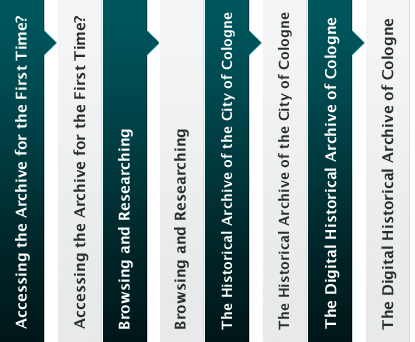 Accessing the Archive for the First Time?
Accessing the Archive for the First Time?
Browsing and Researching
Browsing and Researching
The Historical Archive of the City of Cologne
The Historical Archive of the City of Cologne
The Digital Historical Archive of Cologne
The Digital Historical Archive of Cologne